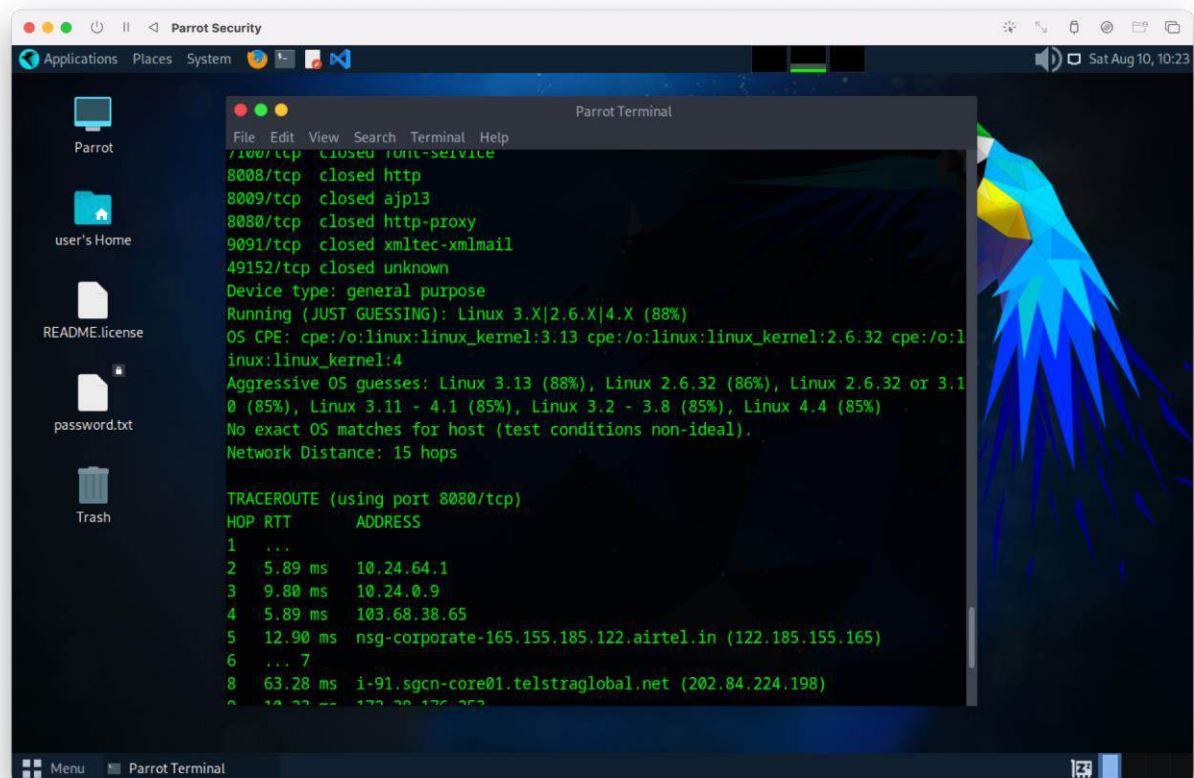 Parrot Security
Applications Places System
Sat Aug 10, 10:23
Parrot Terminal
File Edit View Search Terminal Help
7100/tcp closed font-service
8008/tcp closed http
8009/tcp closed ajp13
8080/tcp closed http-proxy
9091/tcp closed xmltec-xmlmail
49152/tcp closed unknown
Device type: general purpose
Running (JUST GUESSING): Linux 3.X|2.6.X|4.X (88%)
OS CPE: cpe:/o:linux:linux_kernel:3.13 cpe:/o:linux:linux_kernel:2.6.32 cpe:/o:l
inux:linux_kernel:4
Aggressive OS guesses: Linux 3.13 (88%), Linux 2.6.32 (86%), Linux 2.6.32 or 3.1
0 (85%), Linux 3.11 - 4.1 (85%), Linux 3.2 - 3.8 (85%), Linux 4.4 (85%)
No exact OS matches for host (test conditions non-ideal).
Network Distance: 15 hops
TRACEROUTE (using port 8080/tcp)
HOP RTT ADDRESS
1 ...
2 5.89 ms 10.24.64.1
3 9.80 ms 10.24.0.9
4 5.89 ms 103.68.38.65
5 12.90 ms nsg-corporate-165.155.185.122.airtel.in (122.185.155.165)
6 ... 7
8 63.28 ms i-91.sgcn-core01.telstraglobal.net (202.84.224.198)
Parrot
user's Home
README.license
password.txt
Trash
Menu
Parrot Terminal